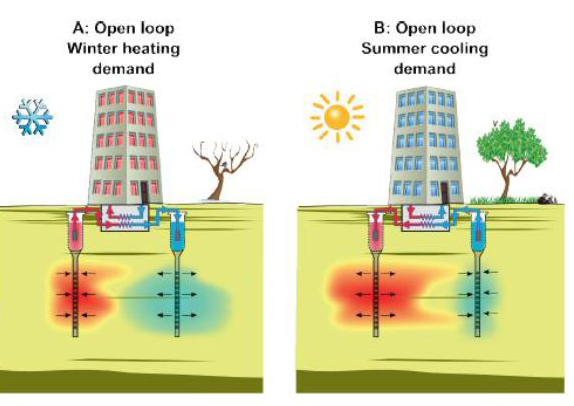 A: Open loop
Winter heating
demand
B: Open loop
Summer cooling
demand